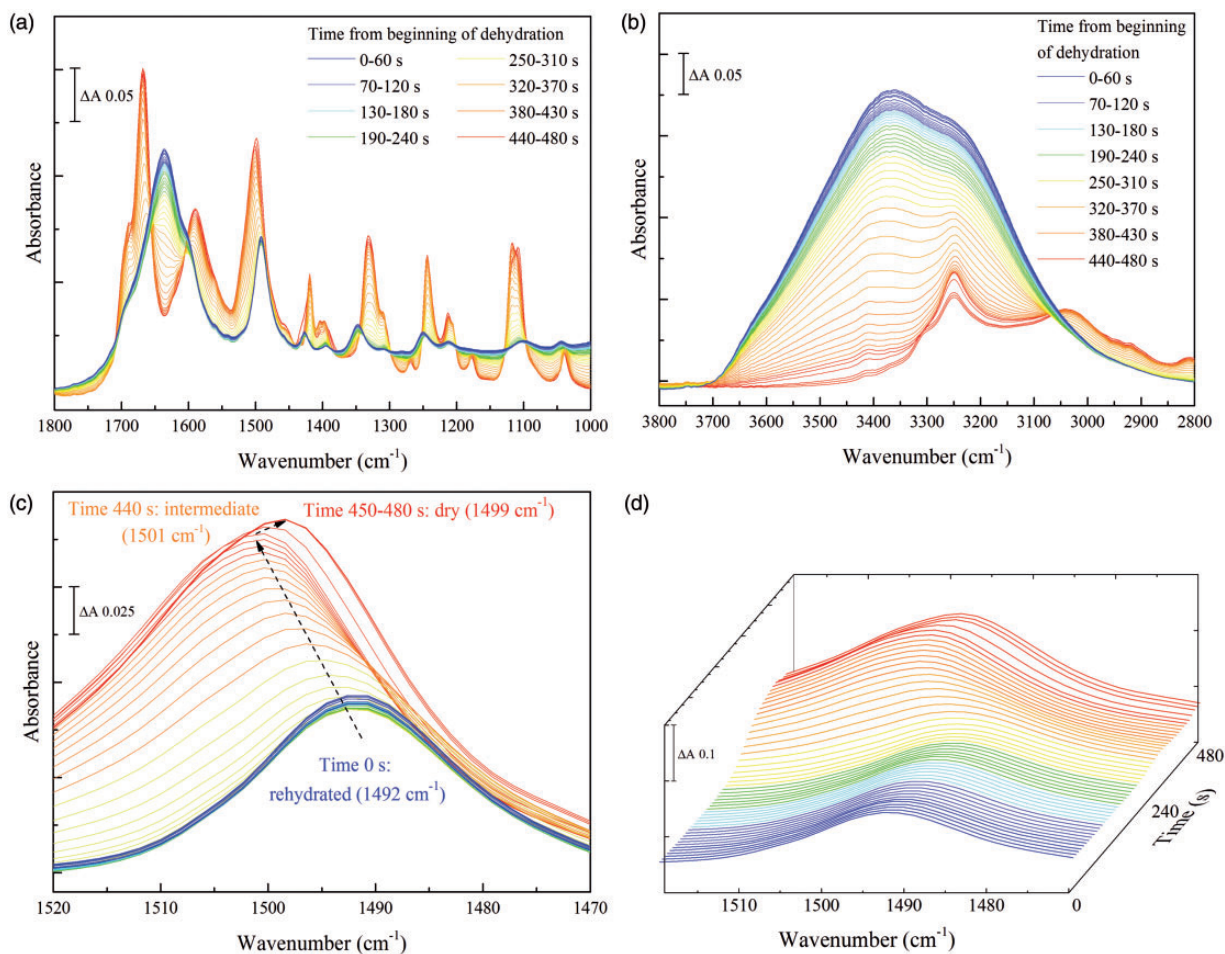 (a)
Time from beginning of dehydration
0-60 s
250-310 s
70-120 s
320-370 s
130-180 s
380-430 s
190-240 s
440-480 s
ΔA 0.05
Absorbance
1800 1700 1600 1500 1400 1300 1200 1100 1000
Wavenumber (cm-1)
(b)
Time from beginning
of dehydration
0-60 s
70-120 s
130-180 s
190-240 s
250-310 s
320-370 s
380-430 s
440-480 s
ΔA 0.05
Absorbance
3800 3700 3600 3500 3400 3300 3200 3100 3000 2900 2800
Wavenumber (cm-1)
(c)
Time 440 s: intermediate
(1501 cm-1)
Time 450-480 s: dry (1499 cm-1)
ΔA 0.025
Time 0 s:
rehydrated (1492 cm-1)
Absorbance
1520 1510 1500 1490 1480 1470
Wavenumber (cm-1)
(d)
ΔA 0.1
480
240
0
Time (s)
1510 1500 1490 1480
Wavenumber (cm-1)